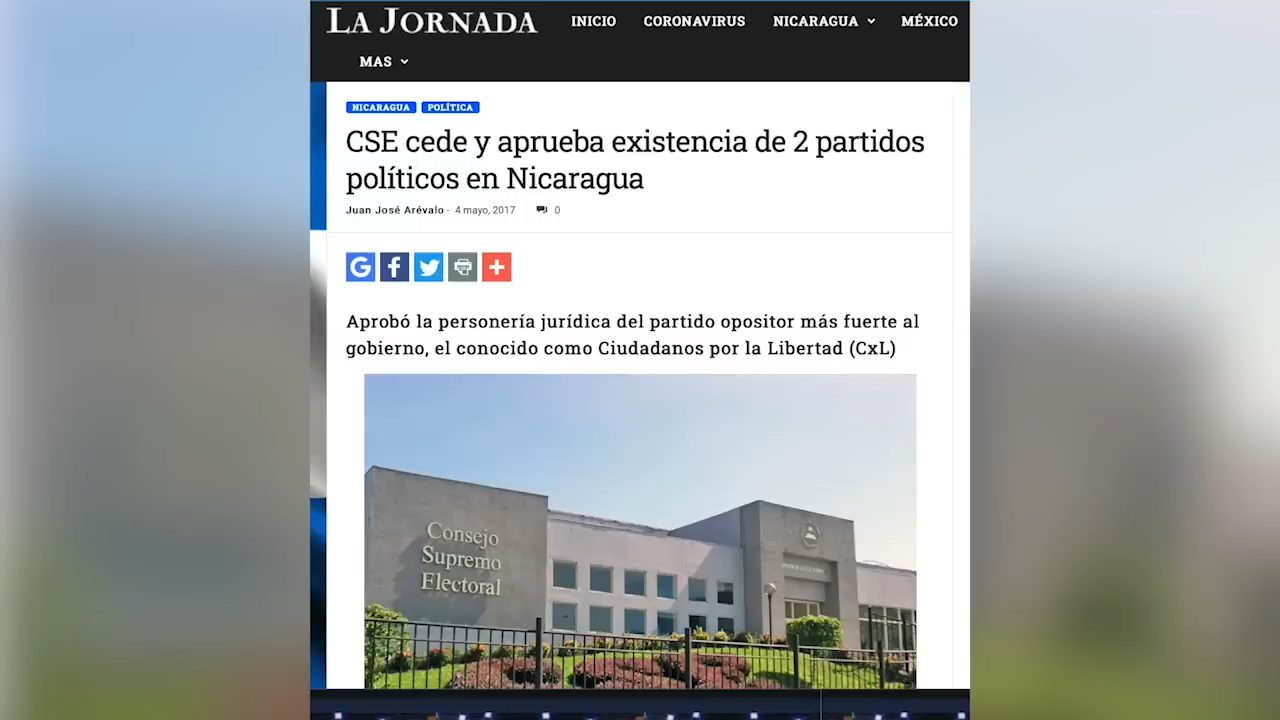 LA JORNADA
INICIO CORONAVIRUS NICARAGUA MÉXICO
MAS
NICARAGUA POLÍTICA
CSE cede y aprueba existencia de 2 partidos
políticos en Nicaragua
Juan José Arévalo - 4 mayo, 2017 0
Aprobó la personería jurídica del partido opositor más fuerte al
gobierno, el conocido como Ciudadanos por la Libertad (CxL)
Consejo
Supremo
Electoral